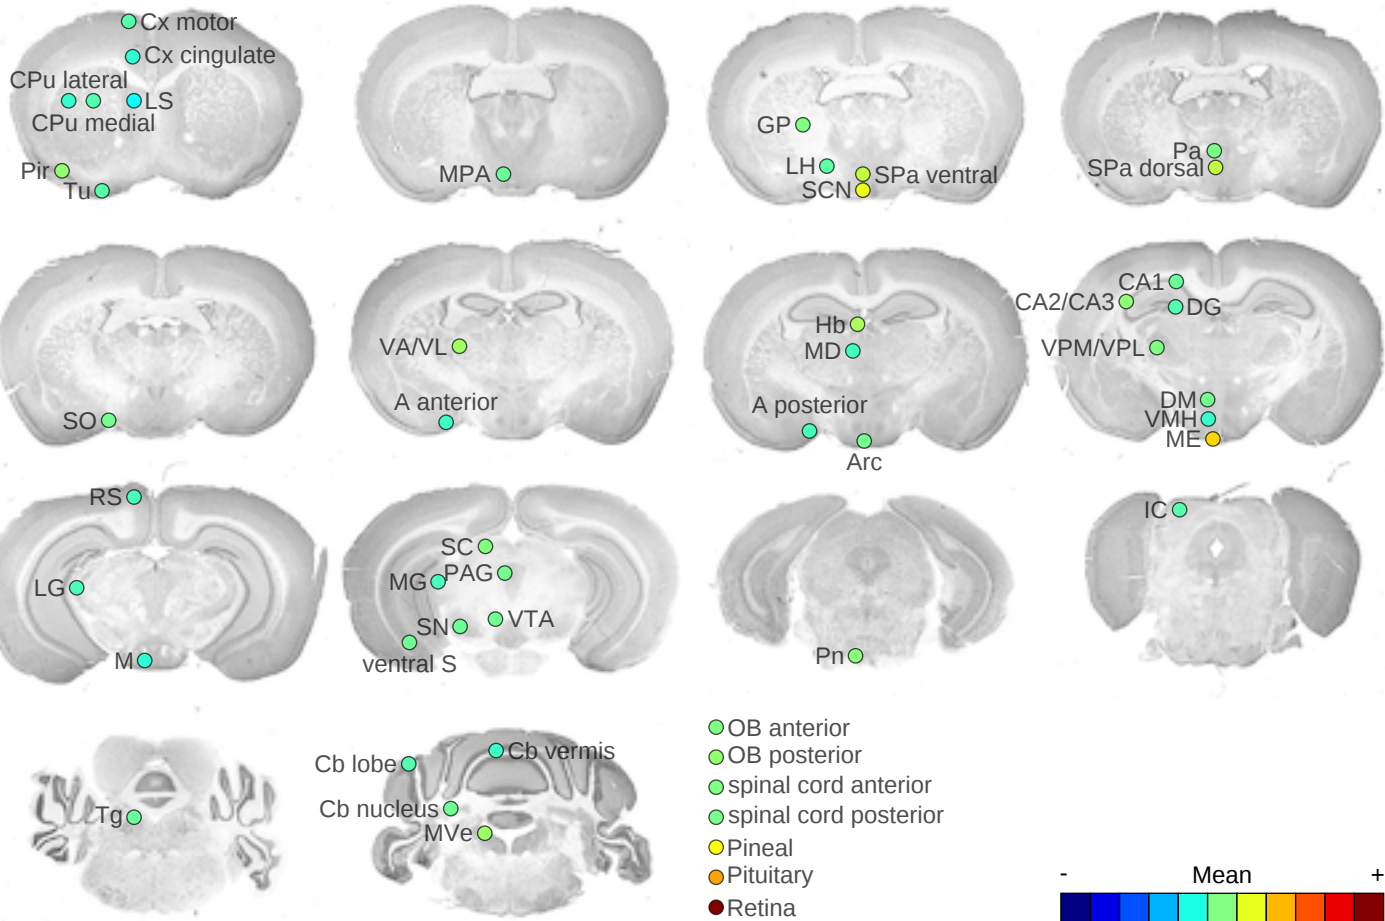 Cx motor
Cx cingulate
CPu lateral
LS
CPu medial
Pir
Tu
MPA
GP
LH
SPa ventral
SCN
Pa
SPa dorsal
SO
VA/VL
A anterior
Hb
MD
A posterior
Arc
CA1
CA2/CA3
DG
VPM/VPL
DM
VMH
ME
RS
LG
M
SC
PAG
MG
VTA
SN
ventral S
Pn
IC
Tg
Cb vermis
Cb lobe
Cb nucleus
MVe
OB anterior
OB posterior
spinal cord anterior
spinal cord posterior
Pineal
Pituitary
Retina
- Mean +